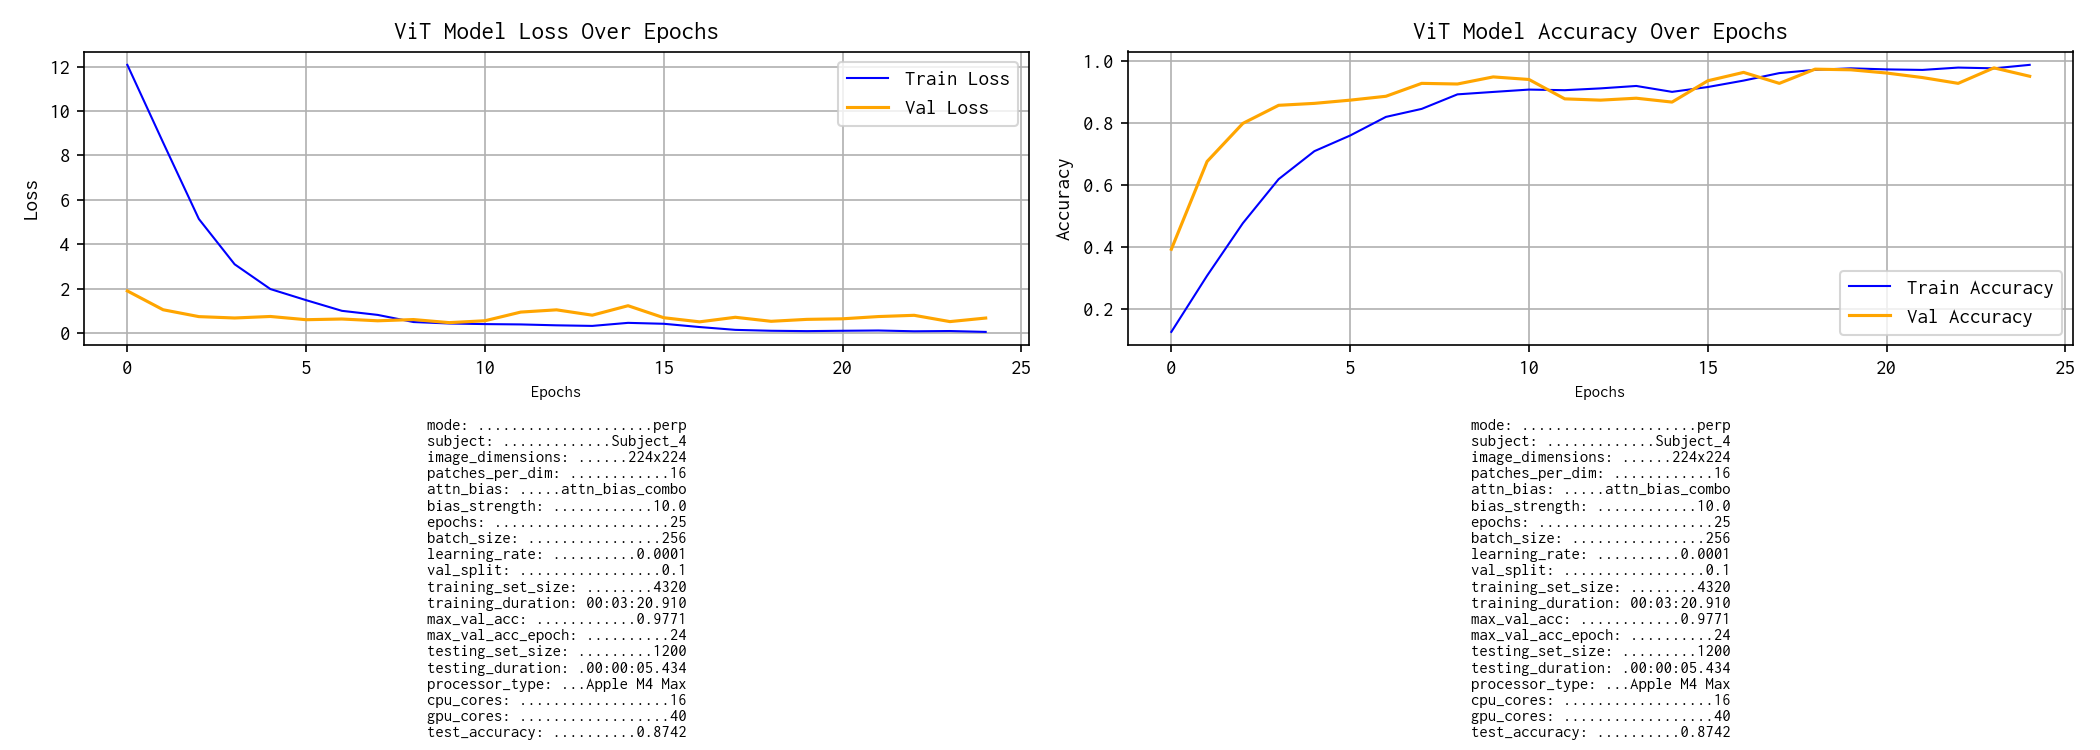 ViT Model Loss Over Epochs
12
10
8
6
4
2
0
Loss
Train Loss
Val Loss
0 5 10 15 20 25
Epochs
mode: .....................perp
subject: .............Subject_4
image_dimensions: ......224x224
patches_per_dim: ............16
attn_bias: .....attn_bias_combo
bias_strength: ............10.0
epochs: .....................25
batch_size: ................256
learning_rate: ..........0.0001
val_split: .................0.1
training_set_size: ........4320
training_duration: 00:03:20.910
max_val_acc: ............0.9771
max_val_acc_epoch: ..........24
testing_set_size: .........1200
testing_duration: .00:00:05.434
processor_type: ...Apple M4 Max
cpu_cores: ..................16
gpu_cores: ..................40
test_accuracy: ..........0.8742
ViT Model Accuracy Over Epochs
1.0
0.8
0.6
0.4
0.2
Accuracy
Train Accuracy
Val Accuracy
0 5 10 15 20 25
Epochs
mode: .....................perp
subject: .............Subject_4
image_dimensions: ......224x224
patches_per_dim: ............16
attn_bias: .....attn_bias_combo
bias_strength: ............10.0
epochs: .....................25
batch_size: ................256
learning_rate: ..........0.0001
val_split: .................0.1
training_set_size: ........4320
training_duration: 00:03:20.910
max_val_acc: ............0.9771
max_val_acc_epoch: ..........24
testing_set_size: .........1200
testing_duration: .00:00:05.434
processor_type: ...Apple M4 Max
cpu_cores: ..................16
gpu_cores: ..................40
test_accuracy: ..........0.8742